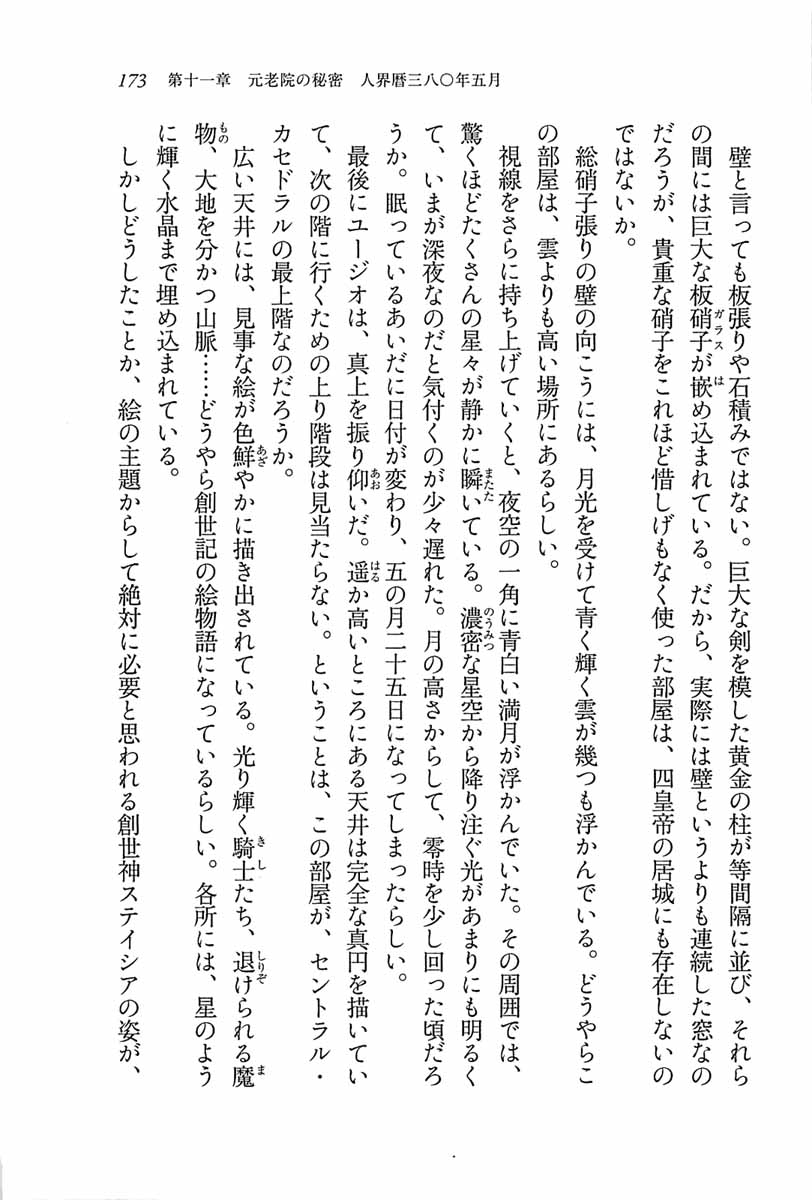 173 第十一章 元老院の秘密 人界暦三八〇年五月
壁と言っても板張りや石積みではない。巨大な剣を模した黄金の柱が等間隔に並び、それら
の間には巨大な板硝子が嵌め込まれている。だから、実際には壁というよりも連続した窓なの
だろうが、貴重な硝子をこれほど惜しげもなく使った部屋は、四皇帝の居城にも存在しないの
ではないか。
総硝子張りの壁の向こうには、月光を受けて青く輝く雲が幾つも浮かんでいる。どうやらこ
の部屋は、雲よりも高い場所にあるらしい。
視線をさらに持ち上げていくと、夜空の一角に青白い満月が浮かんでいた。その周囲では、
驚くほどたくさんの星々が静かに瞬いている。濃密な星空から降り注ぐ光があまりにも明るく
て、いまが深夜なのだと気付くのが少々遅れた。月の高さからして、零時を少し回った頃だろ
うか。眠っているあいだに日付が変わり、五の月二十五日になってしまったらしい。
最後にユージオは、真上を振り仰いだ。遥か高いところにある天井は完全な真円を描いてい
て、次の階に行くための上り階段は見当たらない。ということは、この部屋が、セントラル・
カセドラルの最上階なのだろうか。
広い天井には、見事な絵が色鮮やかに描き出されている。光り輝く騎士たち、退けられる魔
物、大地を分かつ山脈……どうやら創世記の絵物語になっているらしい。各所には、星のよう
に輝く水晶まで埋め込まれている。
しかしどうしたことか、絵の主題からして絶対に必要と思われる創世神ステイシアの姿が、